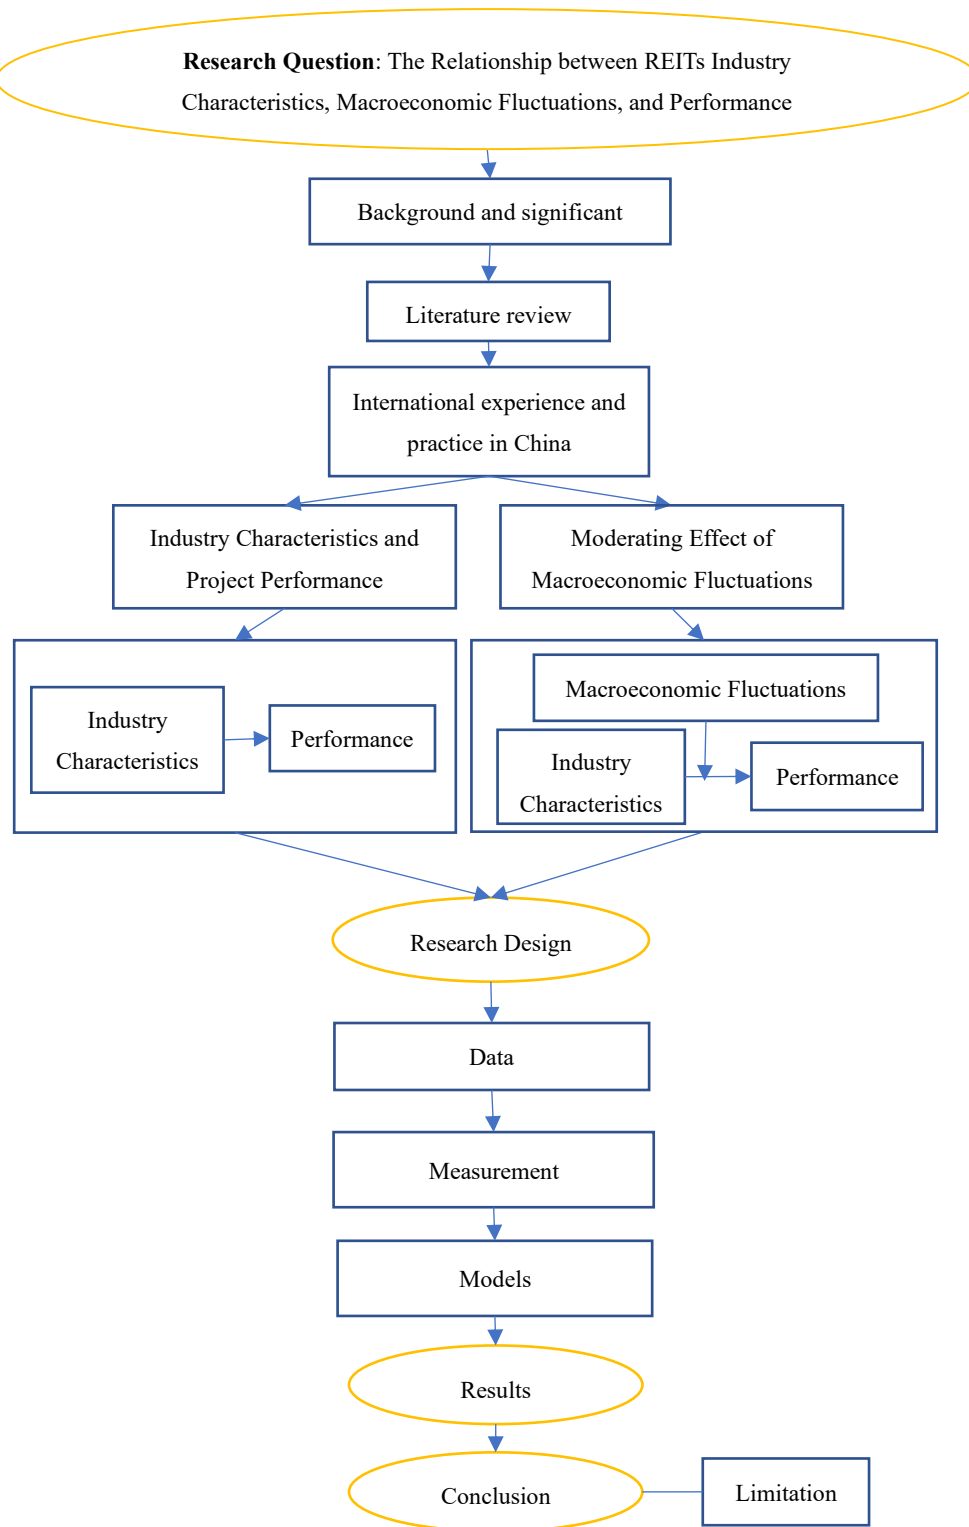 Research Question: The Relationship between REITs Industry
Characteristics, Macroeconomic Fluctuations, and Performance
Background and significant
Literature review
International experience and
practice in China
Industry Characteristics and
Project Performance
Moderating Effect of
Macroeconomic Fluctuations
Industry
Characteristics
Performance
Macroeconomic Fluctuations
Industry
Characteristics
Performance
Research Design
Data
Measurement
Models
Results
Conclusion
Limitation